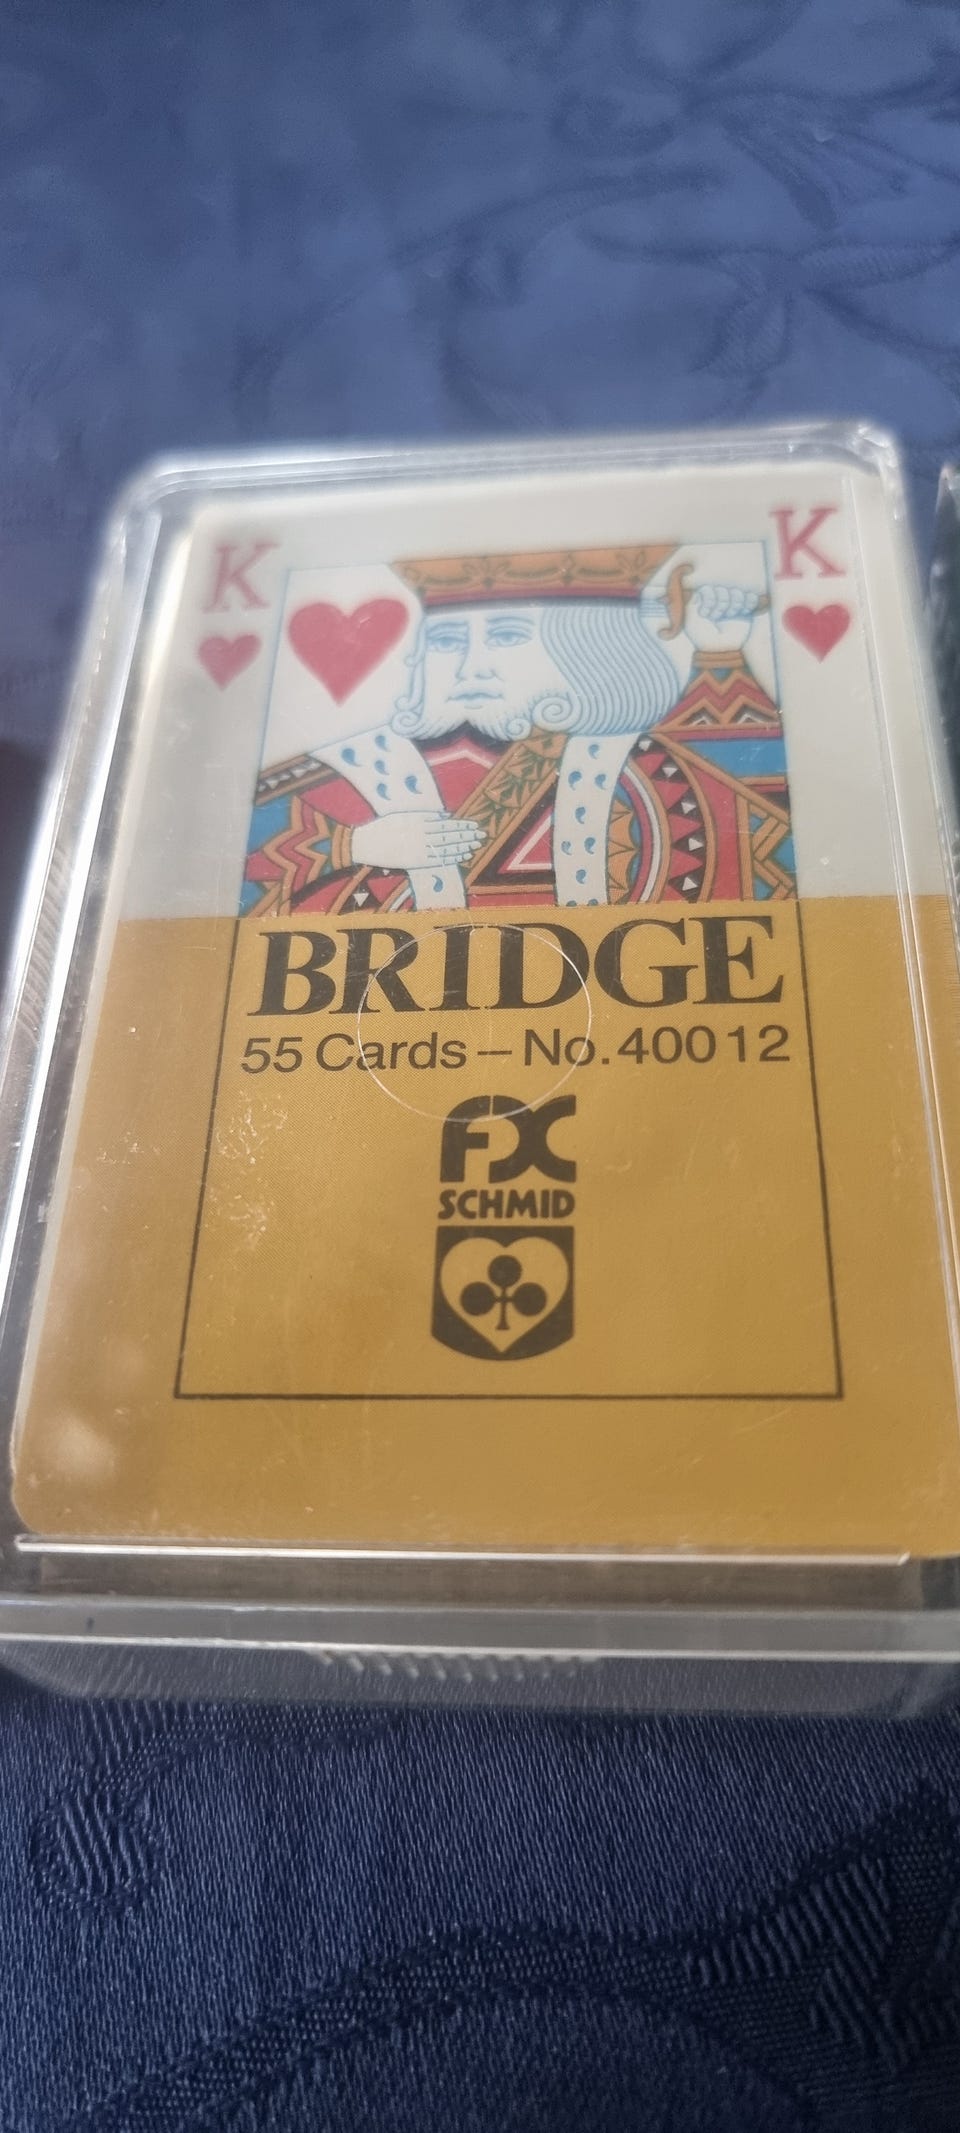 K K
BRIDGE
55 Cards – No. 40012
FX
SCHMID